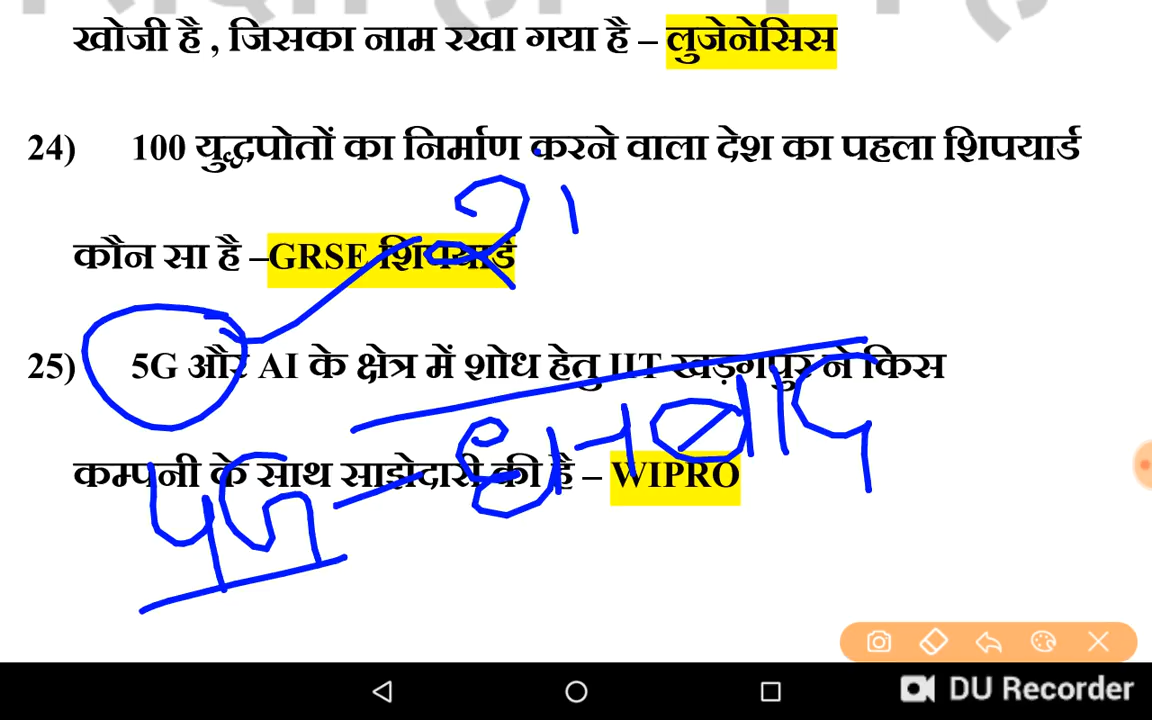 खोजी है , जिसका नाम रखा गया है – लुजेनेसिस
24) 100 युद्धपोतों का निर्माण करने वाला देश का पहला शिपयार्ड
कौन सा है –GRSE शिपयार्ड
25) 5G और AI के क्षेत्र में शोध हेतु IIT खड़गपुर ने किस
कम्पनी के साथ साझेदारी की है – WIPRO
धनबाद
DU Recorder